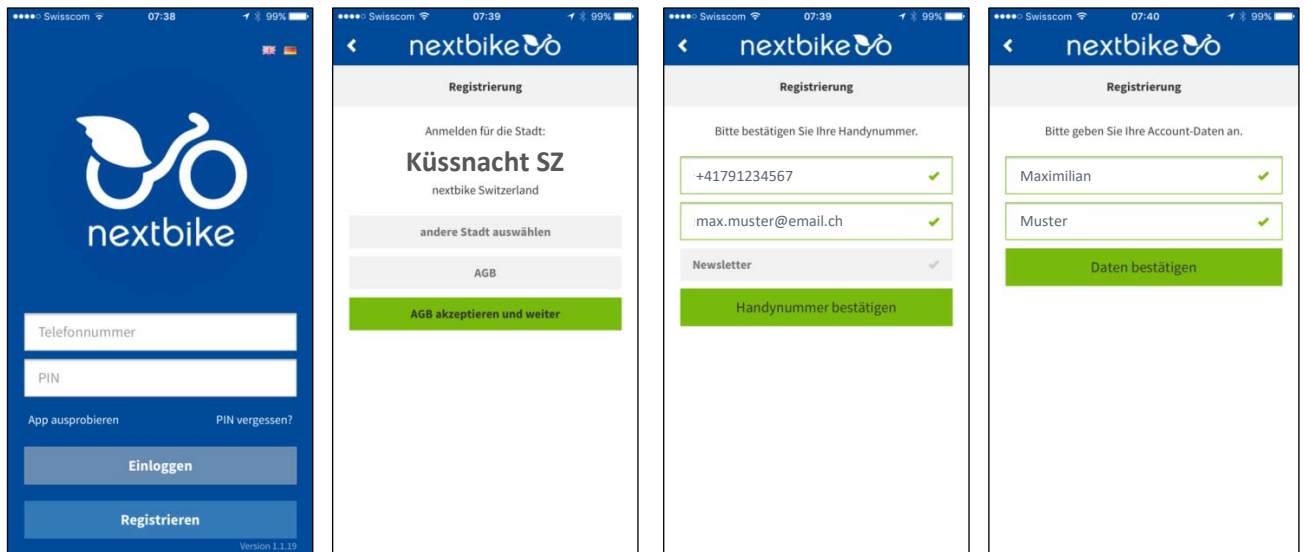 Swisscom 07:38 99%
nextbike
Telefonnummer
PIN
App ausprobieren PIN vergessen?
Einloggen
Registrieren
Version 1.1.19
Swisscom 07:39 99%
nextbike
Registrierung
Anmelden für die Stadt:
Küssnacht SZ
nextbike Switzerland
andere Stadt auswählen
AGB
AGB akzeptieren und weiter
Swisscom 07:39 99%
nextbike
Registrierung
Bitte bestätigen Sie Ihre Handynummer.
+41791234567
max.muster@email.ch
Newsletter
Handynummer bestätigen
Swisscom 07:40 99%
nextbike
Registrierung
Bitte geben Sie Ihre Account-Daten an.
Maximilian
Muster
Daten bestätigen